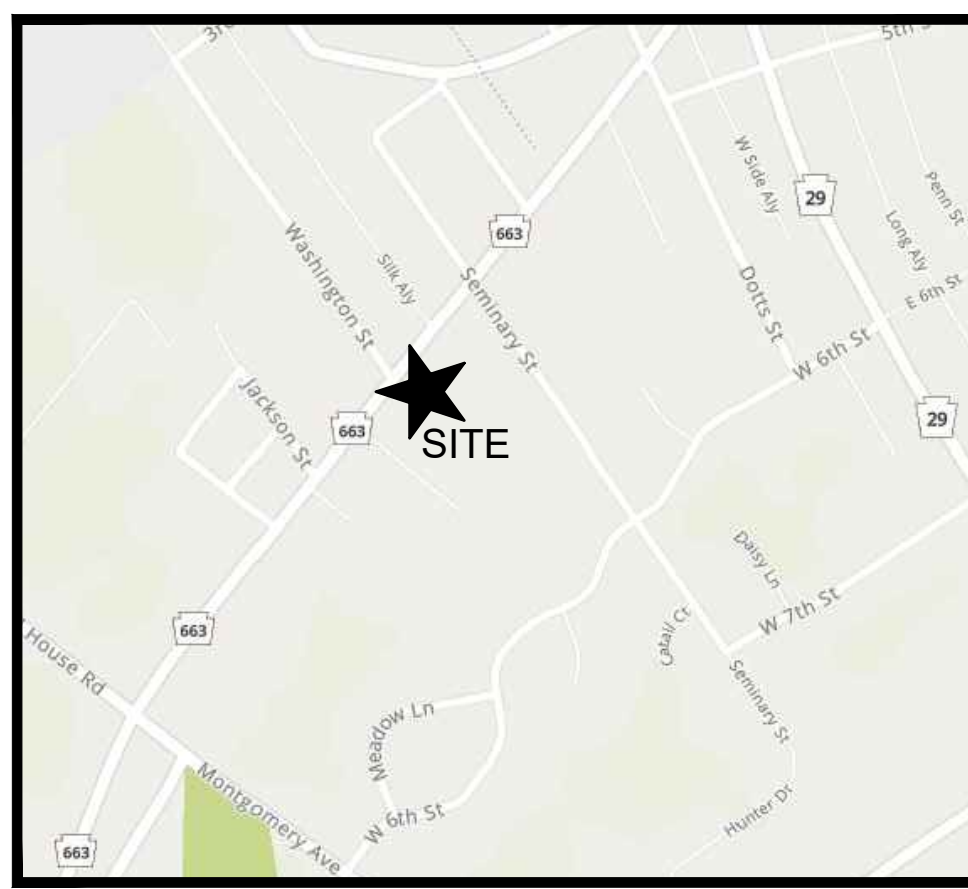 3rd
5th S
W Side Aly
29
Penn St
663
Washington St
Silk Aly
Seminary St
Long Aly
Dotts St
E 6th St
W 6th St
Jackson St
663
SITE
29
Daisy Ln
W 7th St
Catail Ct
663
House Rd
Seminary St
Meadow Ln
Montgomery Ave
W 6th St
Hunter Dr
663